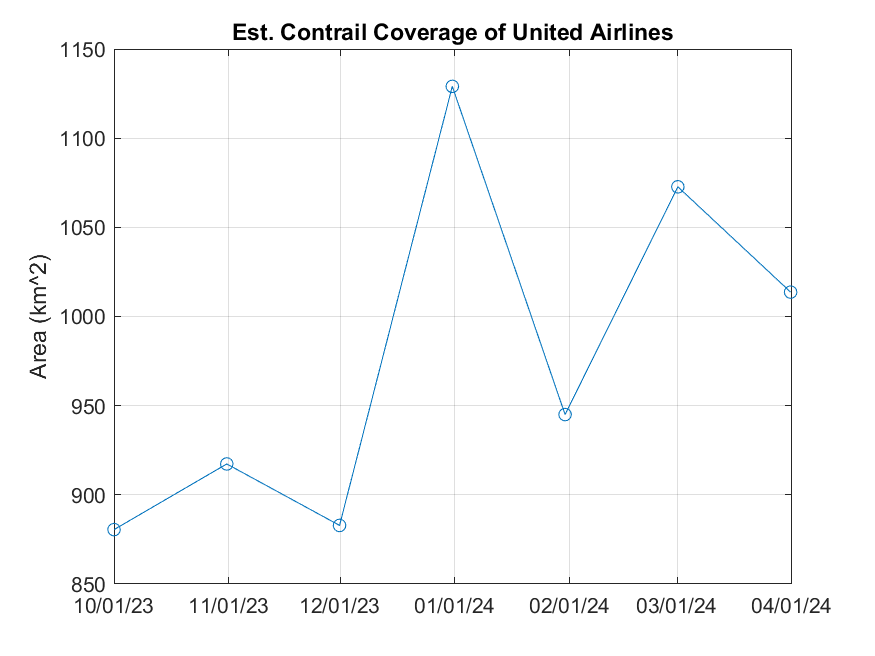 Est. Contrail Coverage of United Airlines
1150
1100
1050
1000
950
900
850
Area (km^2)
10/01/23 11/01/23 12/01/23 01/01/24 02/01/24 03/01/24 04/01/24